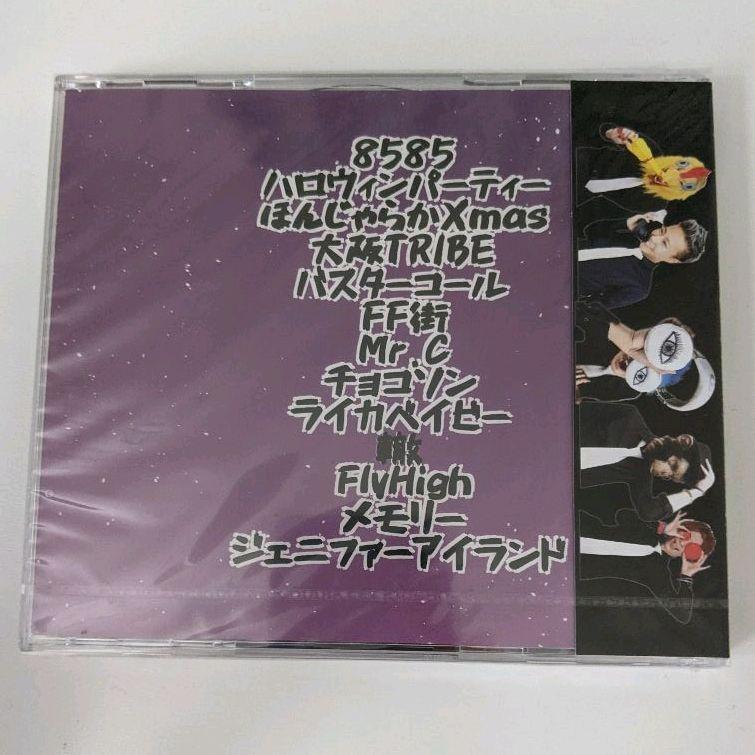 8585
ハロウィンパーティー
ほんじゃらかXmas
大阪TRIBE
バスターコール
FF街
Mr.C
チョゴソン
ライカベイビー
轍
FlyHigh
メモリー
ジェニファーアイランド